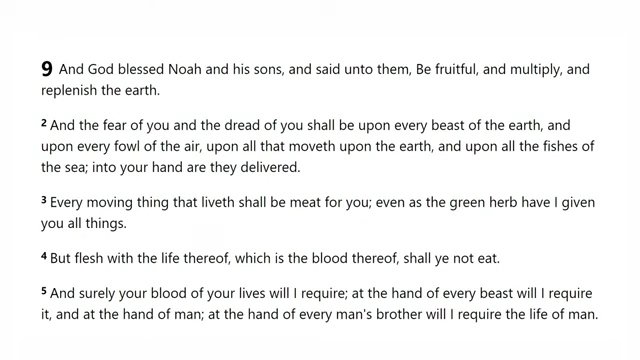 9 And God blessed Noah and his sons, and said unto them, Be fruitful, and multiply, and
replenish the earth.
2 And the fear of you and the dread of you shall be upon every beast of the earth, and
upon every fowl of the air, upon all that moveth upon the earth, and upon all the fishes of
the sea; into your hand are they delivered.
3 Every moving thing that liveth shall be meat for you; even as the green herb have I given
you all things.
4 But flesh with the life thereof, which is the blood thereof, shall ye not eat.
5 And surely your blood of your lives will I require; at the hand of every beast will I require
it, and at the hand of man; at the hand of every man's brother will I require the life of man.